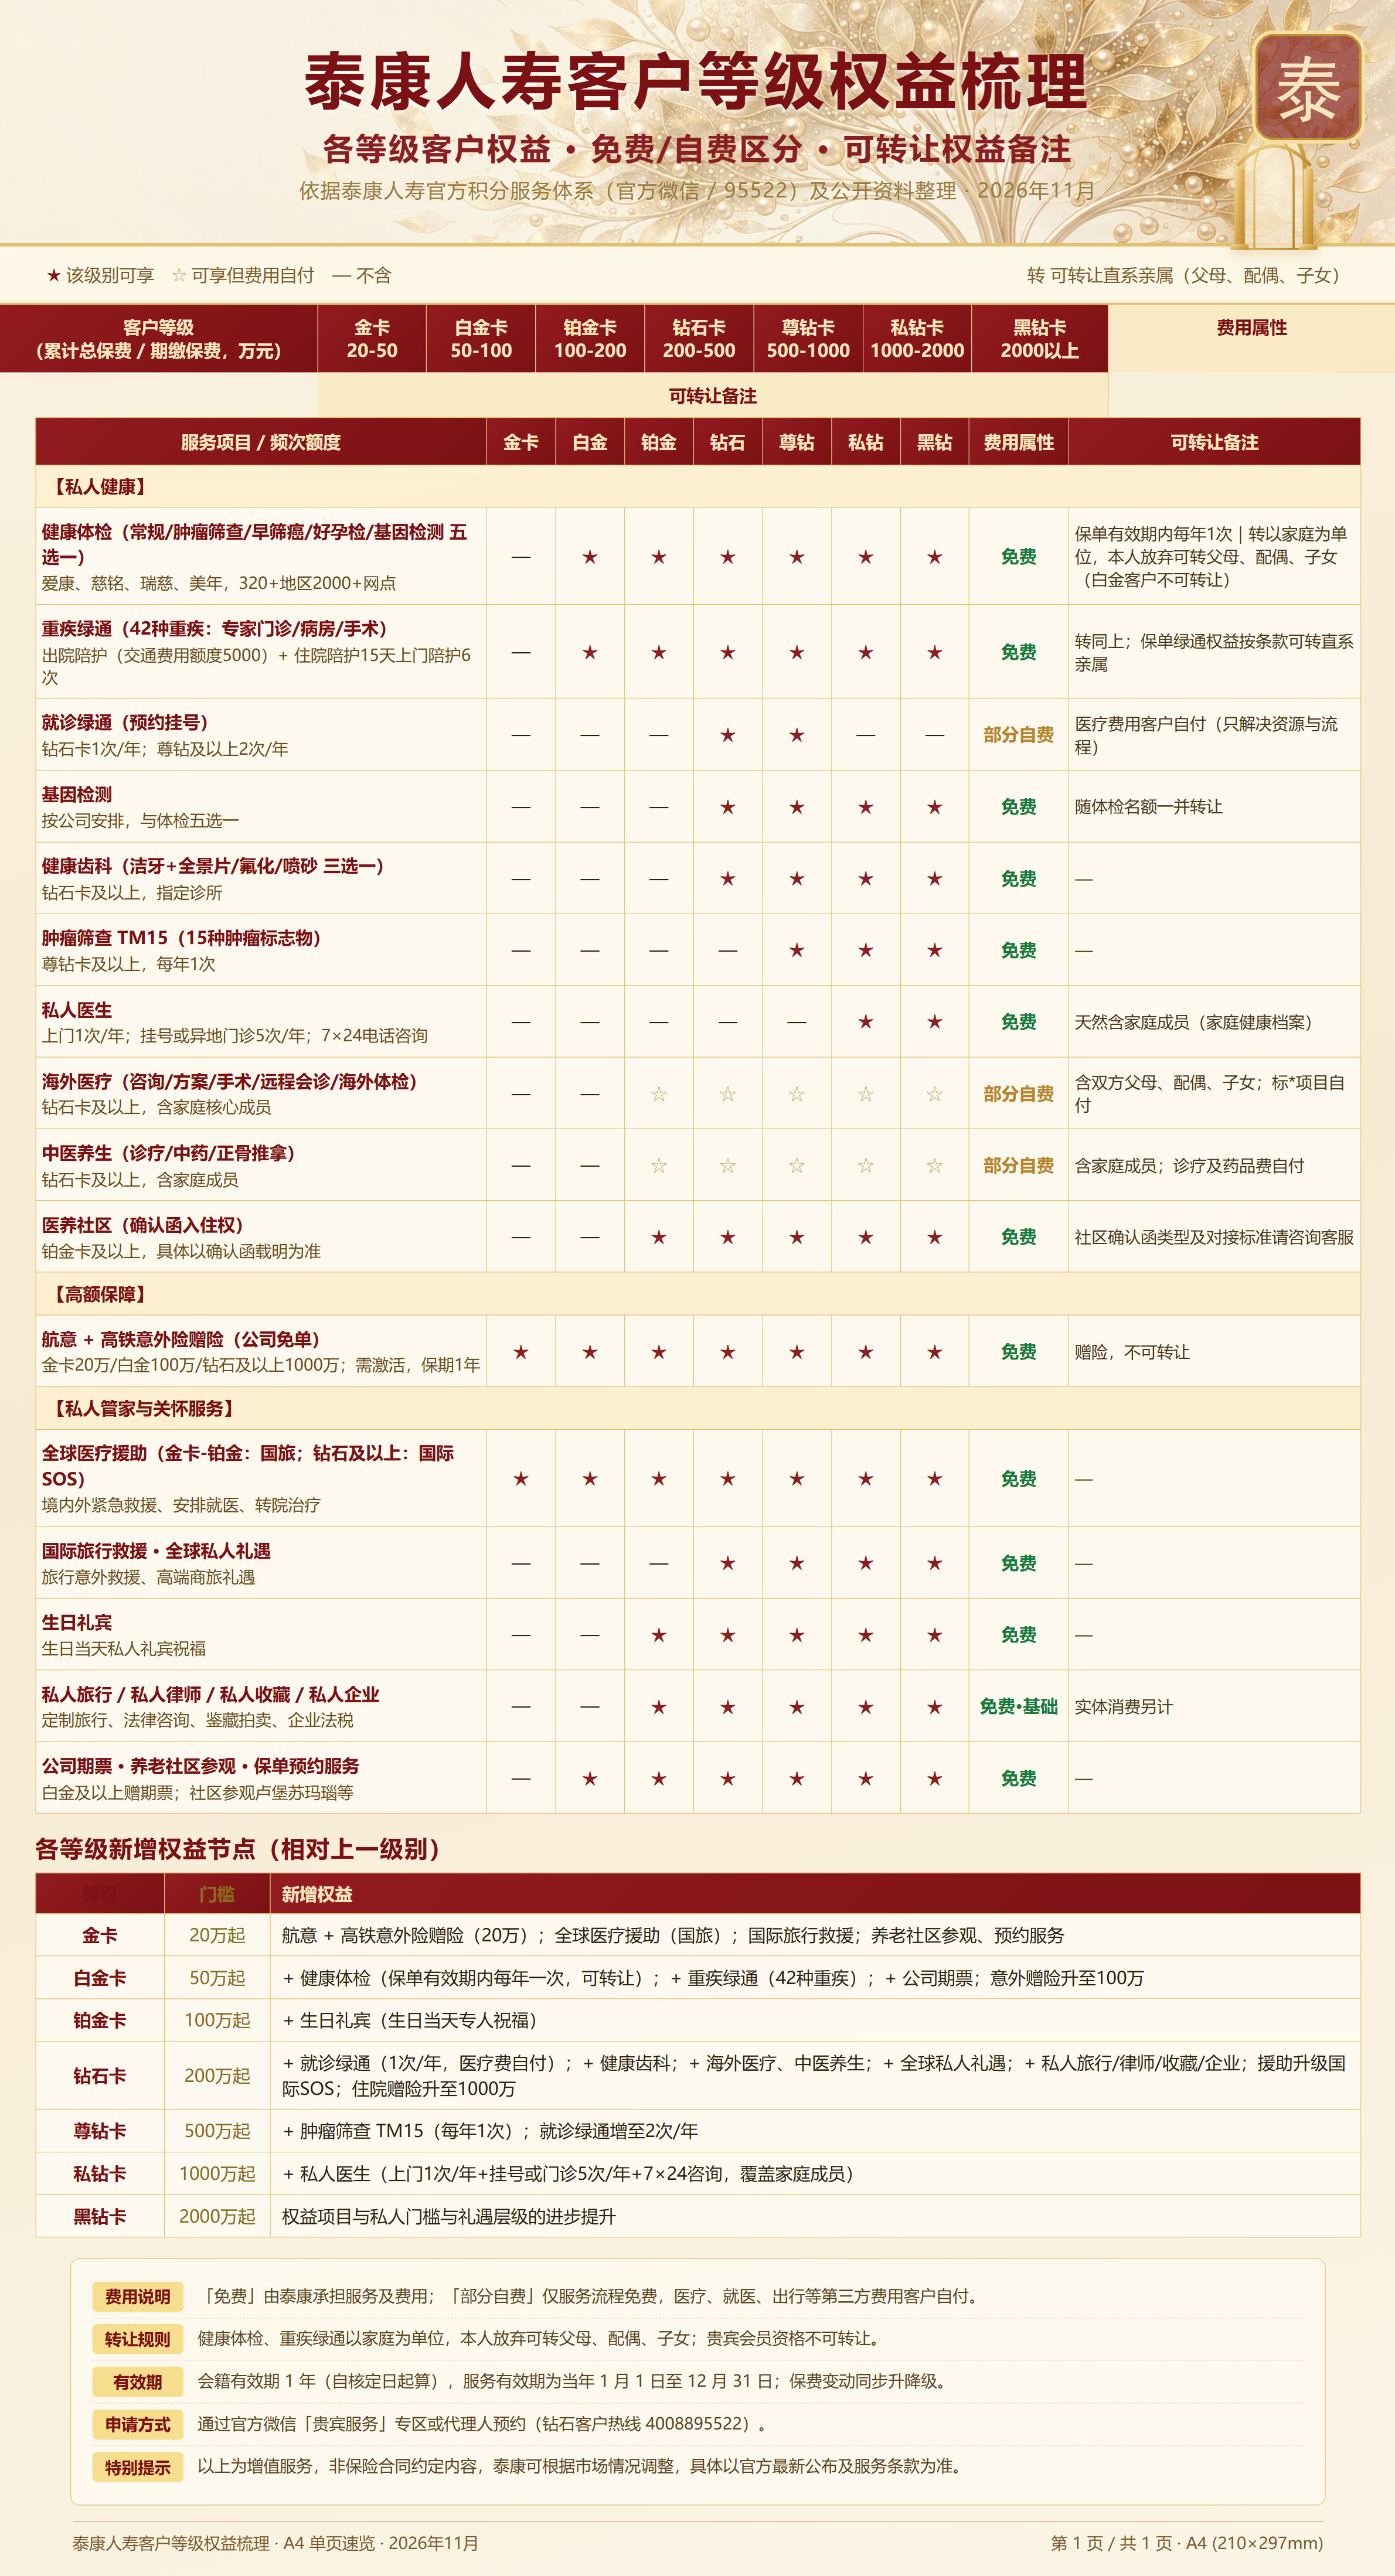 泰康人寿客户等级权益梳理
泰
各等级客户权益 • 免费/自费区分 • 可转让权益备注
依据泰康人寿官方积分服务体系（官方微信 / 95522）及公开资料整理 · 2026年11月
★ 该级别可享 ☆ 可享但费用自付 — 不含
转 可转让直系亲属（父母、配偶、子女）
客户等级
（累计总保费 / 期缴保费，万元）
金卡
20-50
白金卡
50-100
铂金卡
100-200
钻石卡
200-500
尊钻卡
500-1000
私钻卡
1000-2000
黑钻卡
2000以上
费用属性
可转让备注
服务项目 / 频次额度 金卡 白金 铂金 钻石 尊钻 私钻 黑钻 费用属性 可转让备注
【私人健康】
健康体检（常规/肿瘤筛查/早筛癌/好孕检/基因检测 五
选一）
爱康、慈铭、瑞慈、美年，320+地区2000+网点
— ★ ★ ★ ★ ★ ★ 免费
保单有效期内每年1次 | 转以家庭为单
位，本人放弃可转父母、配偶、子女
（白金客户不可转让）
重疾绿通（42种重疾：专家门诊/病房/手术）
出院陪护（交通费用额度5000）+ 住院陪护15天上门陪护6
次
— ★ ★ ★ ★ ★ ★ 免费
转同上；保单绿通权益按条款可转直系
亲属
就诊绿通（预约挂号）
钻石卡1次/年；尊钻及以上2次/年
— — — ★ ★ — — 部分自费
医疗费用客户自付（只解决资源与流
程）
基因检测
按公司安排，与体检五选一
— — — ★ ★ ★ ★ 免费 随体检名额一并转让
健康齿科（洁牙+全景片/氟化/喷砂 三选一）
钻石卡及以上，指定诊所
— — — ★ ★ ★ ★ 免费 —
肿瘤筛查 TM15（15种肿瘤标志物）
尊钻卡及以上，每年1次
— — — — ★ ★ ★ 免费 —
私人医生
上门1次/年；挂号或异地门诊5次/年；7×24电话咨询
— — — — — ★ ★ 免费 天然含家庭成员（家庭健康档案）
海外医疗（咨询/方案/手术/远程会诊/海外体检）
钻石卡及以上，含家庭核心成员
— — ☆ ☆ ☆ ☆ ☆ 部分自费
含双方父母、配偶、子女；标*项目自
付
中医养生（诊疗/中药/正骨推拿）
钻石卡及以上，含家庭成员
— — ☆ ☆ ☆ ☆ ☆ 部分自费 含家庭成员；诊疗及药品费自付
医养社区（确认函入住权）
铂金卡及以上，具体以确认函载明为准
— — ★ ★ ★ ★ ★ 免费 社区确认函类型及对接标准请咨询客服
【高额保障】
航意 + 高铁意外险赠险（公司免单）
金卡20万/白金100万/钻石及以上1000万；需激活，保期1年
★ ★ ★ ★ ★ ★ ★ 免费 赠险，不可转让
【私人管家与关怀服务】
全球医疗援助（金卡-铂金：国旅；钻石及以上：国际
SOS）
境内外紧急救援、安排就医、转院治疗
★ ★ ★ ★ ★ ★ ★ 免费 —
国际旅行救援 • 全球私人礼遇
旅行意外救援、高端商旅礼遇
— — — ★ ★ ★ ★ 免费 —
生日礼宾
生日当天私人礼宾祝福
— — ★ ★ ★ ★ ★ 免费 —
私人旅行 / 私人律师 / 私人收藏 / 私人企业
定制旅行、法律咨询、鉴藏拍卖、企业法税
— — ★ ★ ★ ★ ★ 免费•基础 实体消费另计
公司期票 • 养老社区参观 • 保单预约服务
白金及以上赠期票；社区参观卢堡苏玛瑙等
— ★ ★ ★ ★ ★ ★ 免费 —
各等级新增权益节点（相对上一级别）
等级 门槛 新增权益
金卡 20万起 航意 + 高铁意外险赠险（20万）；全球医疗援助（国旅）；国际旅行救援；养老社区参观、预约服务
白金卡 50万起 + 健康体检（保单有效期内每年一次，可转让）；+ 重疾绿通（42种重疾）；+ 公司期票；意外赠险升至100万
铂金卡 100万起 + 生日礼宾（生日当天专人祝福）
钻石卡 200万起 + 就诊绿通（1次/年，医疗费自付）；+ 健康齿科；+ 海外医疗、中医养生；+ 全球私人礼遇；+ 私人旅行/律师/收藏/企业；援助升级国
际SOS；住院赠险升至1000万
尊钻卡 500万起 + 肿瘤筛查 TM15（每年1次）；就诊绿通增至2次/年
私钻卡 1000万起 + 私人医生（上门1次/年+挂号或门诊5次/年+7×24咨询，覆盖家庭成员）
黑钻卡 2000万起 权益项目与私人门槛与礼遇层级的进步提升
费用说明 「免费」由泰康承担服务及费用；「部分自费」仅服务流程免费，医疗、就医、出行等第三方费用客户自付。
转让规则 健康体检、重疾绿通以家庭为单位，本人放弃可转父母、配偶、子女；贵宾会员资格不可转让。
有效期 会籍有效期 1 年（自核定日起算），服务有效期为当年 1 月 1 日至 12 月 31 日；保费变动同步升降级。
申请方式 通过官方微信「贵宾服务」专区或代理人预约（钻石客户热线 4008895522）。
特别提示 以上为增值服务，非保险合同约定内容，泰康可根据市场情况调整，具体以官方最新公布及服务条款为准。
泰康人寿客户等级权益梳理 · A4 单页速览 · 2026年11月
第 1 页 / 共 1 页 · A4 (210×297mm)